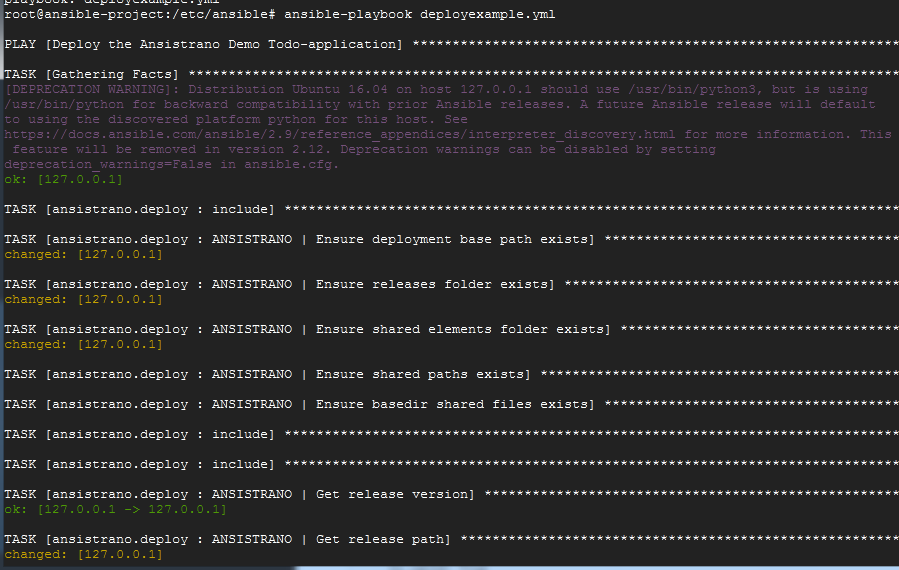 playbook: deployexample.yml
root@ansible-project:/etc/ansible# ansible-playbook deployexample.yml
PLAY [Deploy the Ansistrano Demo Todo-application] *************************************************************
TASK [Gathering Facts] *****************************************************************************************
[DEPRECATION WARNING]: Distribution Ubuntu 16.04 on host 127.0.0.1 should use /usr/bin/python3, but is using
/usr/bin/python for backward compatibility with prior Ansible releases. A future Ansible release will default
to using the discovered platform python for this host. See
https://docs.ansible.com/ansible/2.9/reference_appendices/interpreter_discovery.html for more information. This
 feature will be removed in version 2.12. Deprecation warnings can be disabled by setting
deprecation_warnings=False in ansible.cfg.
ok: [127.0.0.1]
TASK [ansistrano.deploy : include] *****************************************************************************
TASK [ansistrano.deploy : ANSISTRANO | Ensure deployment base path exists] *************************************
changed: [127.0.0.1]
TASK [ansistrano.deploy : ANSISTRANO | Ensure releases folder exists] ******************************************
changed: [127.0.0.1]
TASK [ansistrano.deploy : ANSISTRANO | Ensure shared elements folder exists] ***********************************
changed: [127.0.0.1]
TASK [ansistrano.deploy : ANSISTRANO | Ensure shared paths exists] *********************************************
TASK [ansistrano.deploy : ANSISTRANO | Ensure basedir shared files exists] *************************************
TASK [ansistrano.deploy : include] *****************************************************************************
TASK [ansistrano.deploy : include] *****************************************************************************
TASK [ansistrano.deploy : ANSISTRANO | Get release version] ****************************************************
ok: [127.0.0.1 -> 127.0.0.1]
TASK [ansistrano.deploy : ANSISTRANO | Get release path] *******************************************************
changed: [127.0.0.1]